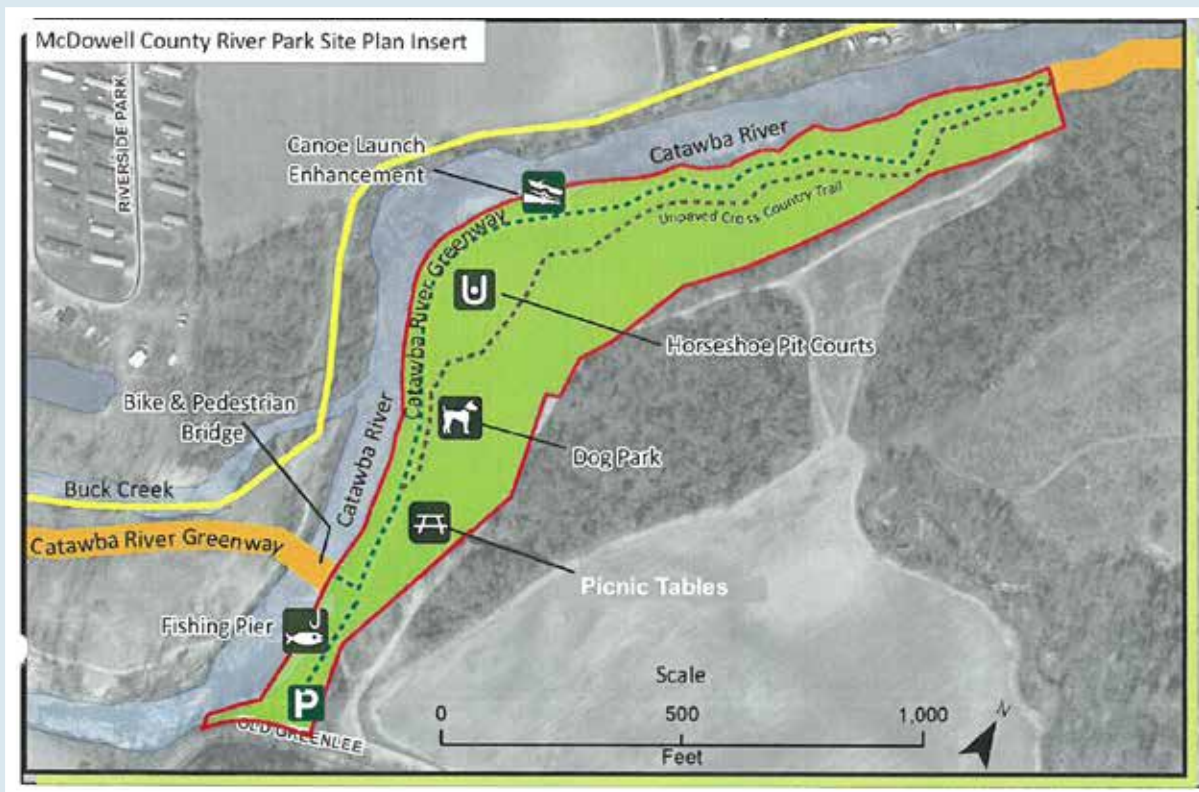 McDowell County River Park Site Plan Insert
RIVERSIDE PARK
Canoe Launch
Enhancement
Catawba River
Unpaved Cross Country Trail
Catawba River Greenway
Horseshoe Pit Courts
Bike & Pedestrian
Bridge
Catawba River
Dog Park
Buck Creek
Catawba River Greenway
Picnic Tables
Fishing Pier
P
OLD GREENLEE
Scale
0 500 1,000
Feet
N